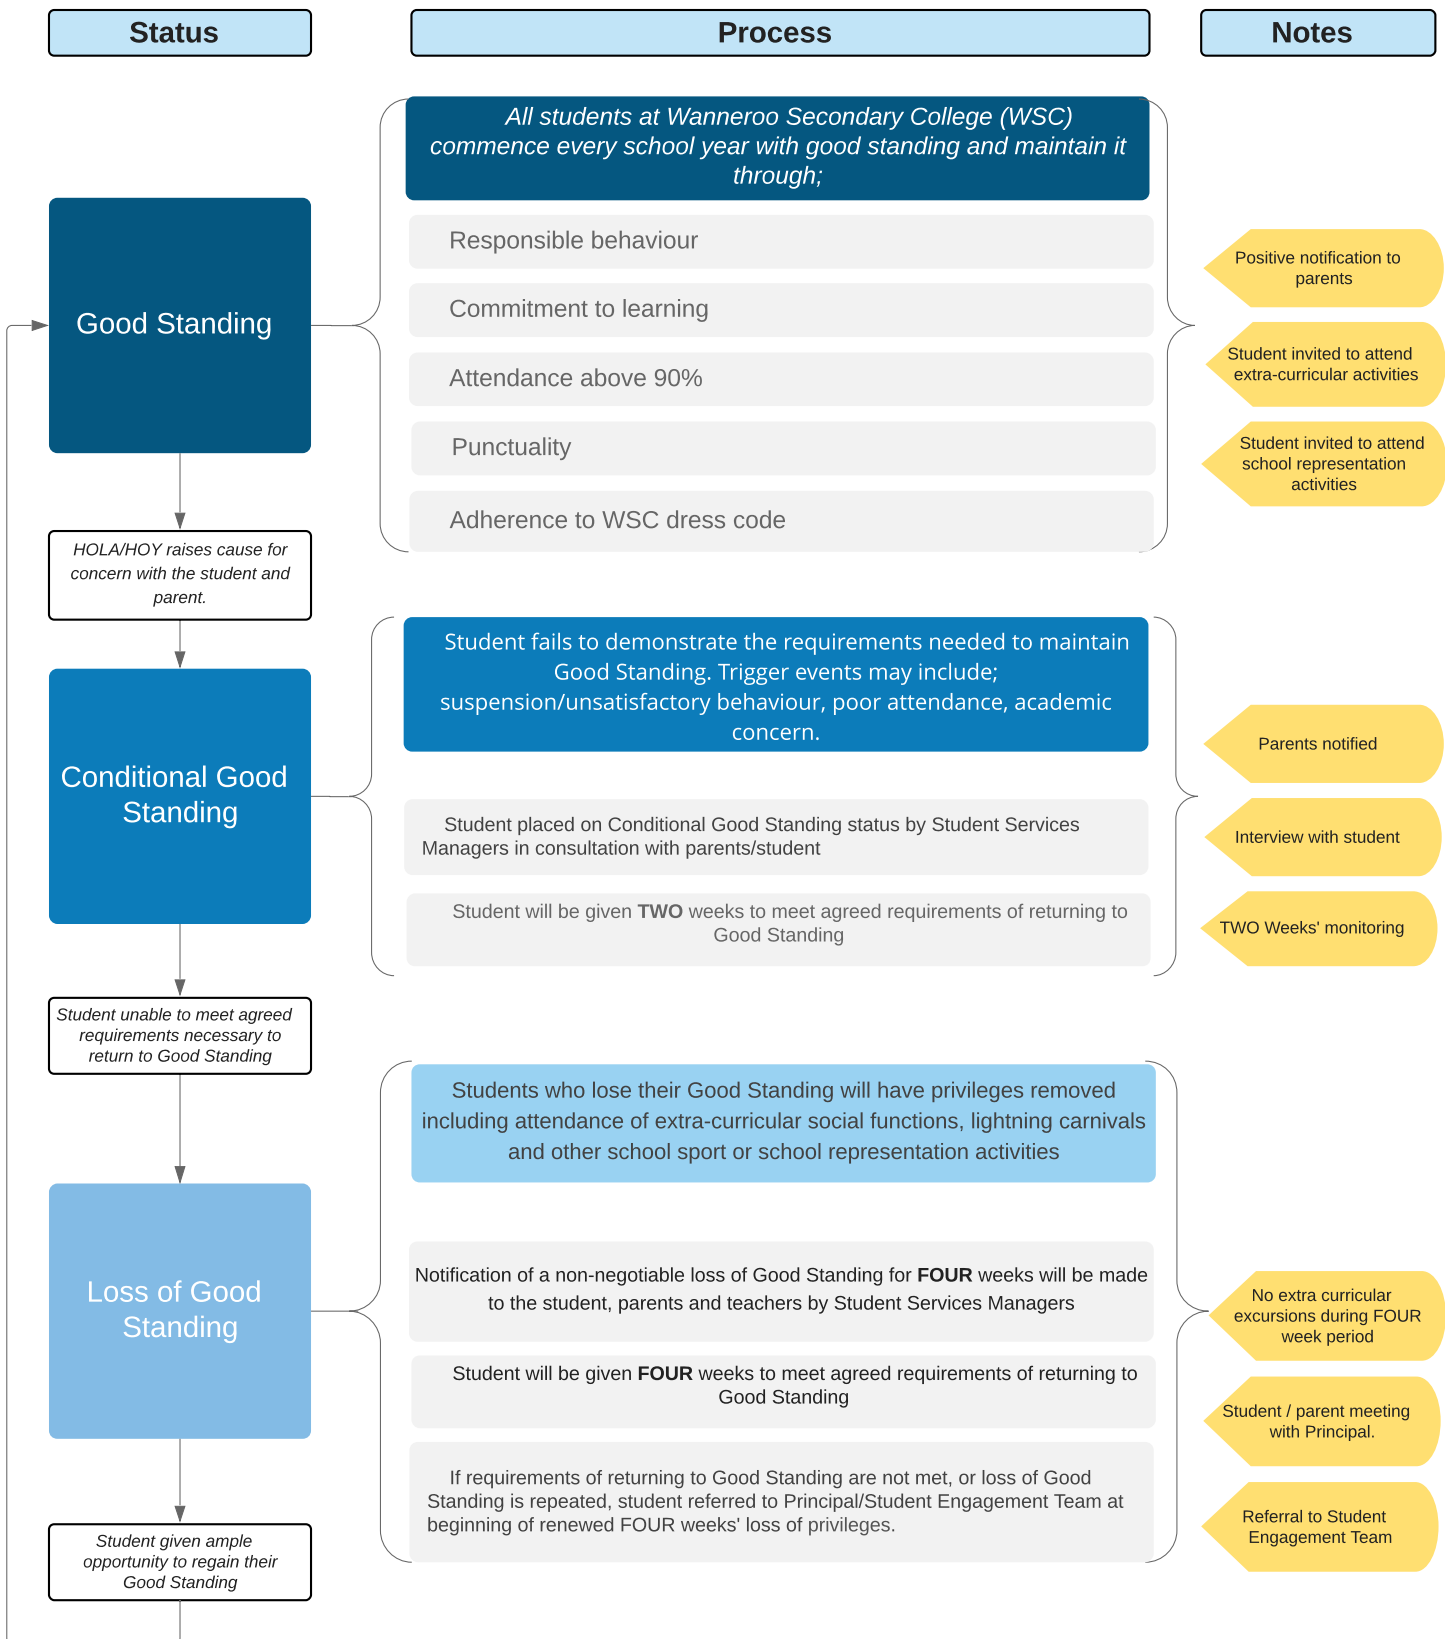 Status
Process
Notes
All students at Wanneroo Secondary College (WSC)
commence every school year with good standing and maintain it
through;
Good Standing
Responsible behaviour
Commitment to learning
Attendance above 90%
Punctuality
Adherence to WSC dress code
Positive notification to
parents
Student invited to attend
extra-curricular activities
Student invited to attend
school representation
activities
HOLA/HOY raises cause for
concern with the student and
parent.
Conditional Good
Standing
Student fails to demonstrate the requirements needed to maintain
Good Standing. Trigger events may include;
suspension/unsatisfactory behaviour, poor attendance, academic
concern.
Student placed on Conditional Good Standing status by Student Services
Managers in consultation with parents/student
Student will be given TWO weeks to meet agreed requirements of returning to
Good Standing
Parents notified
Interview with student
TWO Weeks' monitoring
Student unable to meet agreed
requirements necessary to
return to Good Standing
Loss of Good
Standing
Students who lose their Good Standing will have privileges removed
including attendance of extra-curricular social functions, lightning carnivals
and other school sport or school representation activities
Notification of a non-negotiable loss of Good Standing for FOUR weeks will be made
to the student, parents and teachers by Student Services Managers
Student will be given FOUR weeks to meet agreed requirements of returning to
Good Standing
If requirements of returning to Good Standing are not met, or loss of Good
Standing is repeated, student referred to Principal/Student Engagement Team at
beginning of renewed FOUR weeks' loss of privileges.
No extra curricular
excursions during FOUR
week period
Student / parent meeting
with Principal.
Referral to Student
Engagement Team
Student given ample
opportunity to regain their
Good Standing